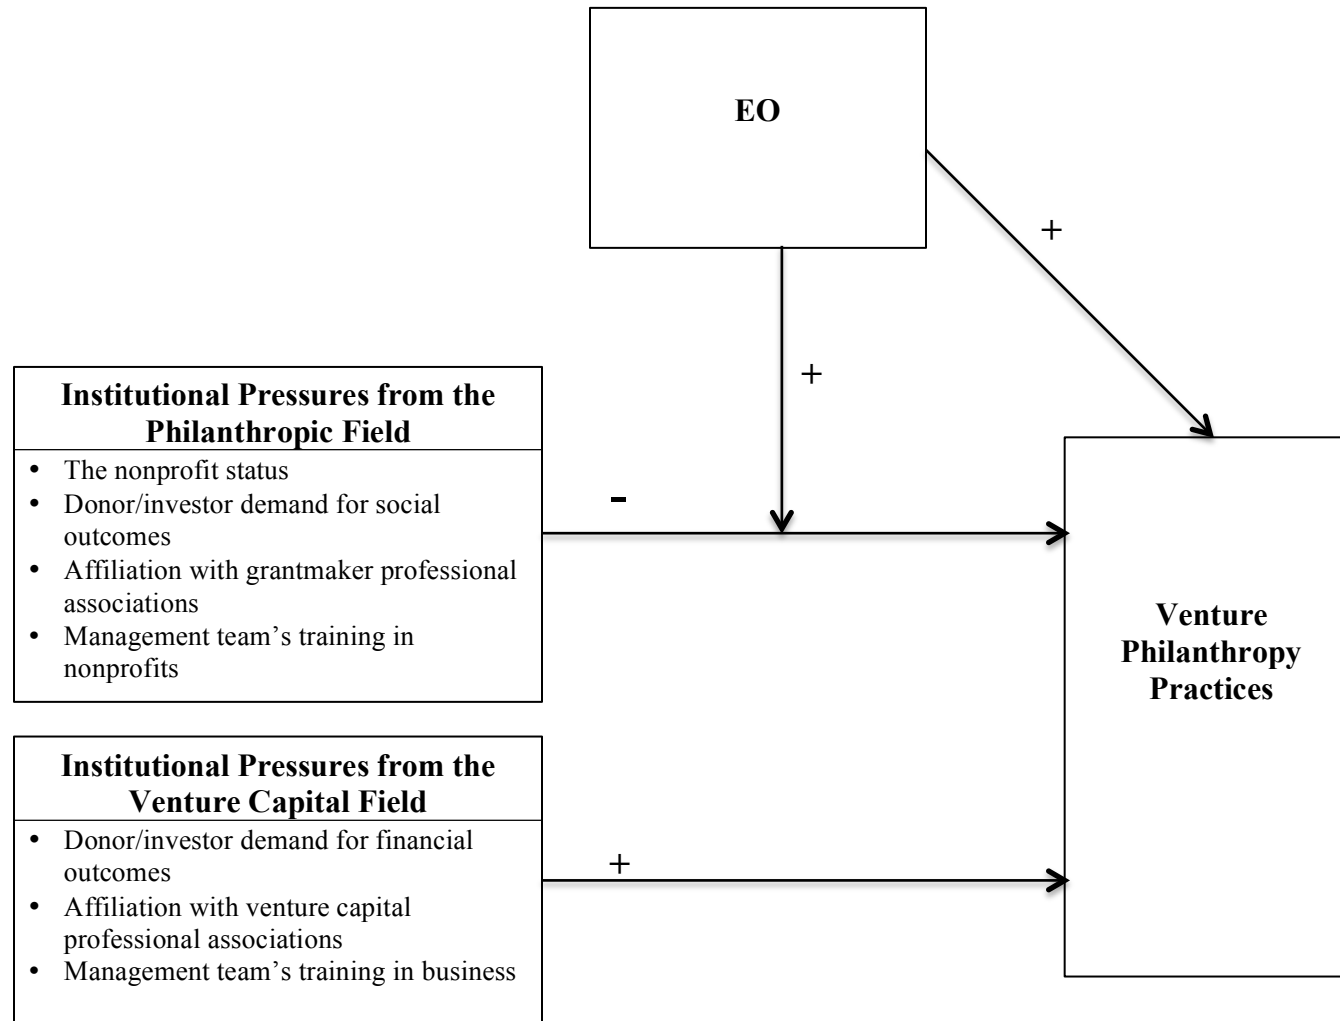 EO
+
+
Institutional Pressures from the
Philanthropic Field
• The nonprofit status
• Donor/investor demand for social
outcomes
• Affiliation with grantmaker professional
associations
• Management team’s training in
nonprofits
-
Venture
Philanthropy
Practices
Institutional Pressures from the
Venture Capital Field
• Donor/investor demand for financial
outcomes
• Affiliation with venture capital
professional associations
• Management team’s training in business
+